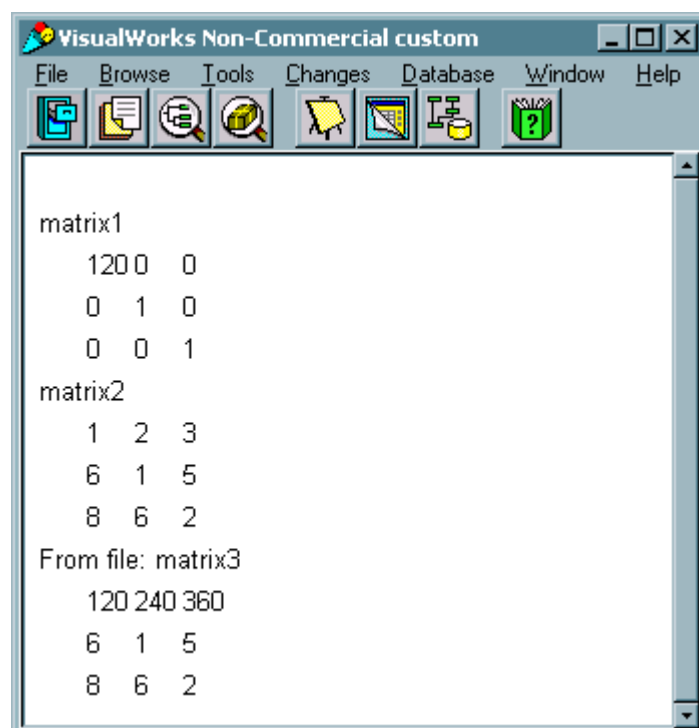 VisualWorks Non-Commercial custom
File Browse Tools Changes Database Window Help
?
matrix1
120 0 0
0 1 0
0 0 1
matrix2
1 2 3
6 1 5
8 6 2
From file: matrix3
120 240 360
6 1 5
8 6 2